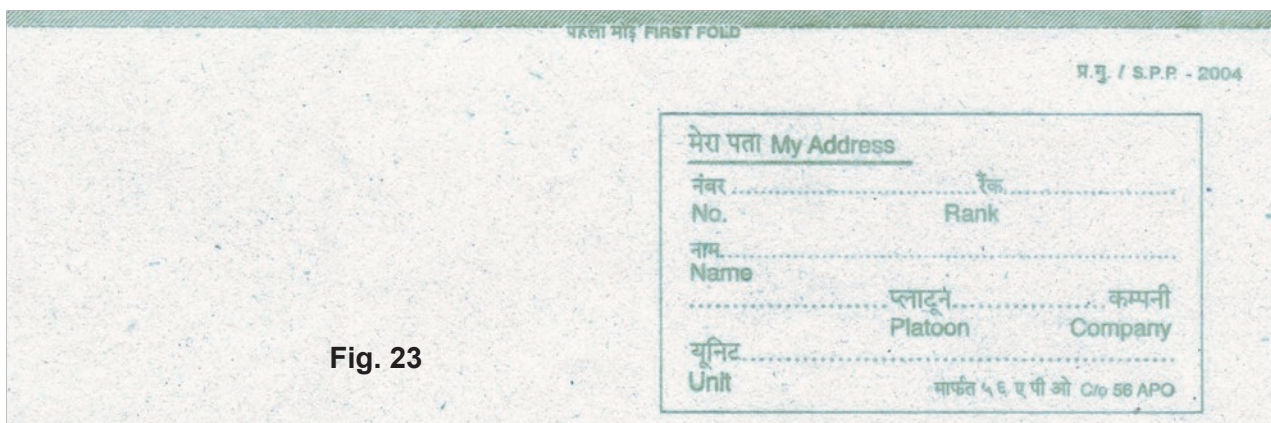 पहला मोड़ FIRST FOLD
प्र.मु. / S.P.P. - 2004
मेरा पता My Address
नंबर रैंक
No. Rank
नाम
Name
प्लाटून कम्पनी
Platoon Company
यूनिट
Unit मार्फत ५६ ए पी ओ C/o 56 APO
Fig. 23